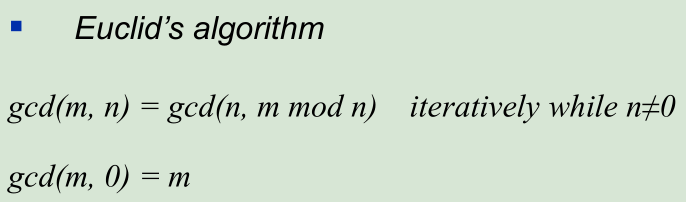 ▪ Euclid's algorithm
gcd(m, n) = gcd(n, m mod n) iteratively while n≠0
gcd(m, 0) = m